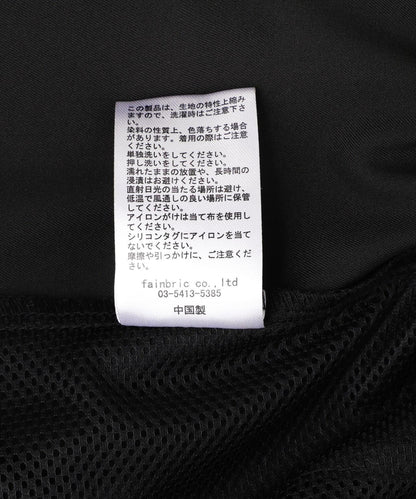 この製品は、生地の特性上縮み
ますので、洗濯時はご注意下さ
い。
染料の性質上、色落ちする場合
があります。着用の際はご注意
ください。
単独洗いをしてください。
押し洗いをしてください。
濡れたままの放置や、長時間の
浸漬はお避けください。
直射日光の当たる場所は避け、
低温で風通しの良い場所に保管
してください。
アイロンがけは当て布を使用し
てください。
シリコンタグにアイロンを当て
ないでください。
摩擦や引っかけに、ご注意くだ
さい。
fainbric co.,ltd
03-5413-5385
中国製